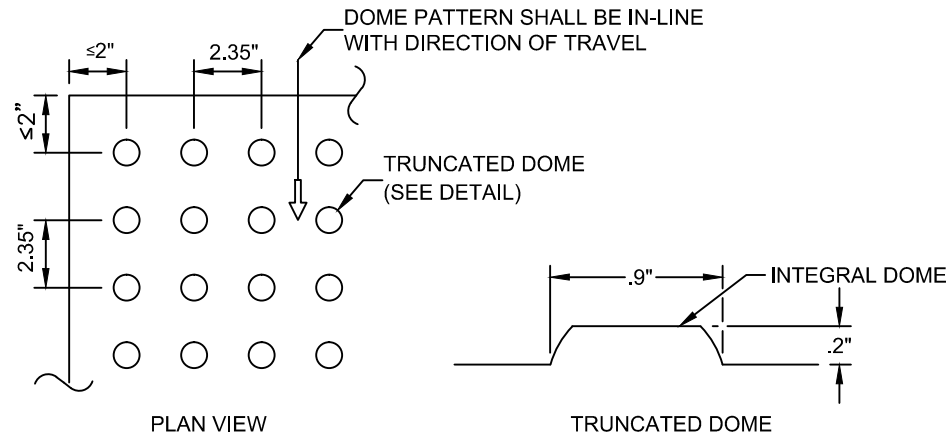 DOME PATTERN SHALL BE IN-LINE
WITH DIRECTION OF TRAVEL
≤2"
2.35"
≤2”
TRUNCATED DOME
(SEE DETAIL)
2.35"
.9"
INTEGRAL DOME
.2"
PLAN VIEW
TRUNCATED DOME